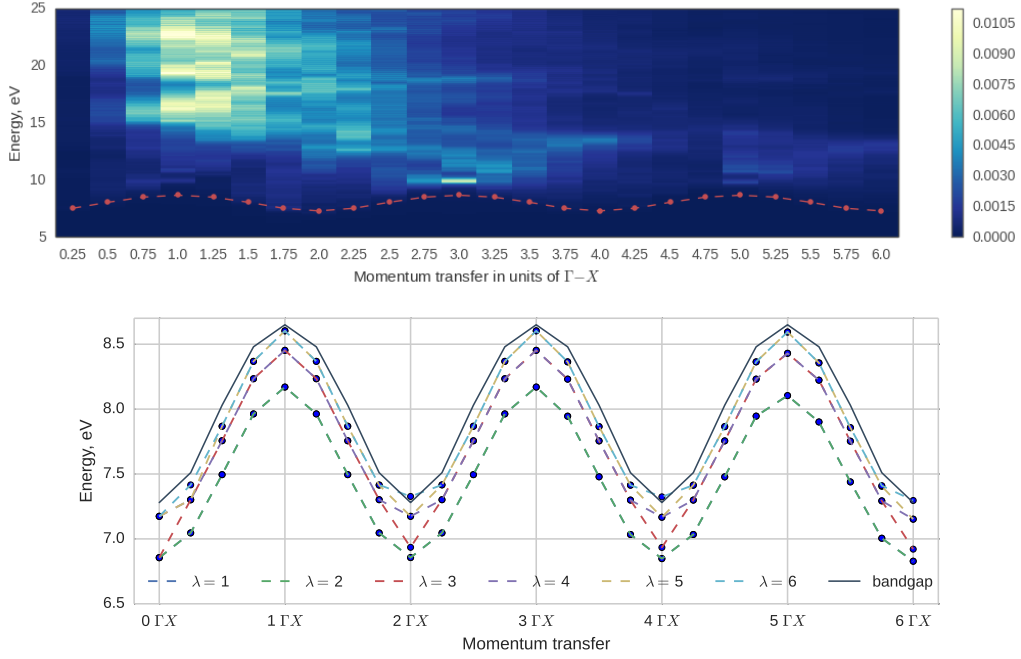 25
20
15
10
5
Energy, eV
0.25 0.5 0.75 1.0 1.25 1.5 1.75 2.0 2.25 2.5 2.75 3.0 3.25 3.5 3.75 4.0 4.25 4.5 4.75 5.0 5.25 5.5 5.75 6.0
Momentum transfer in units of Γ−X
0.0105
0.0090
0.0075
0.0060
0.0045
0.0030
0.0015
0.0000
8.5
8.0
7.5
7.0
6.5
Energy, eV
λ = 1 λ = 2 λ = 3 λ = 4 λ = 5 λ = 6 bandgap
0 ΓX 1 ΓX 2 ΓX 3 ΓX 4 ΓX 5 ΓX 6 ΓX
Momentum transfer